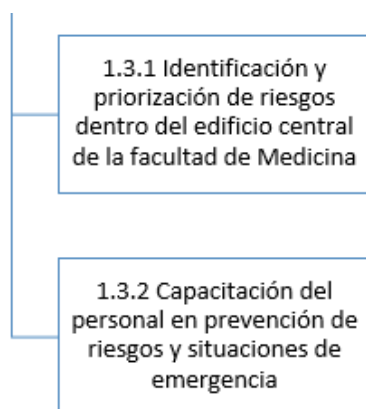 1.3.1 Identificación y
priorización de riesgos
dentro del edificio central
de la facultad de Medicina
1.3.2 Capacitación del
personal en prevención de
riesgos y situaciones de
emergencia